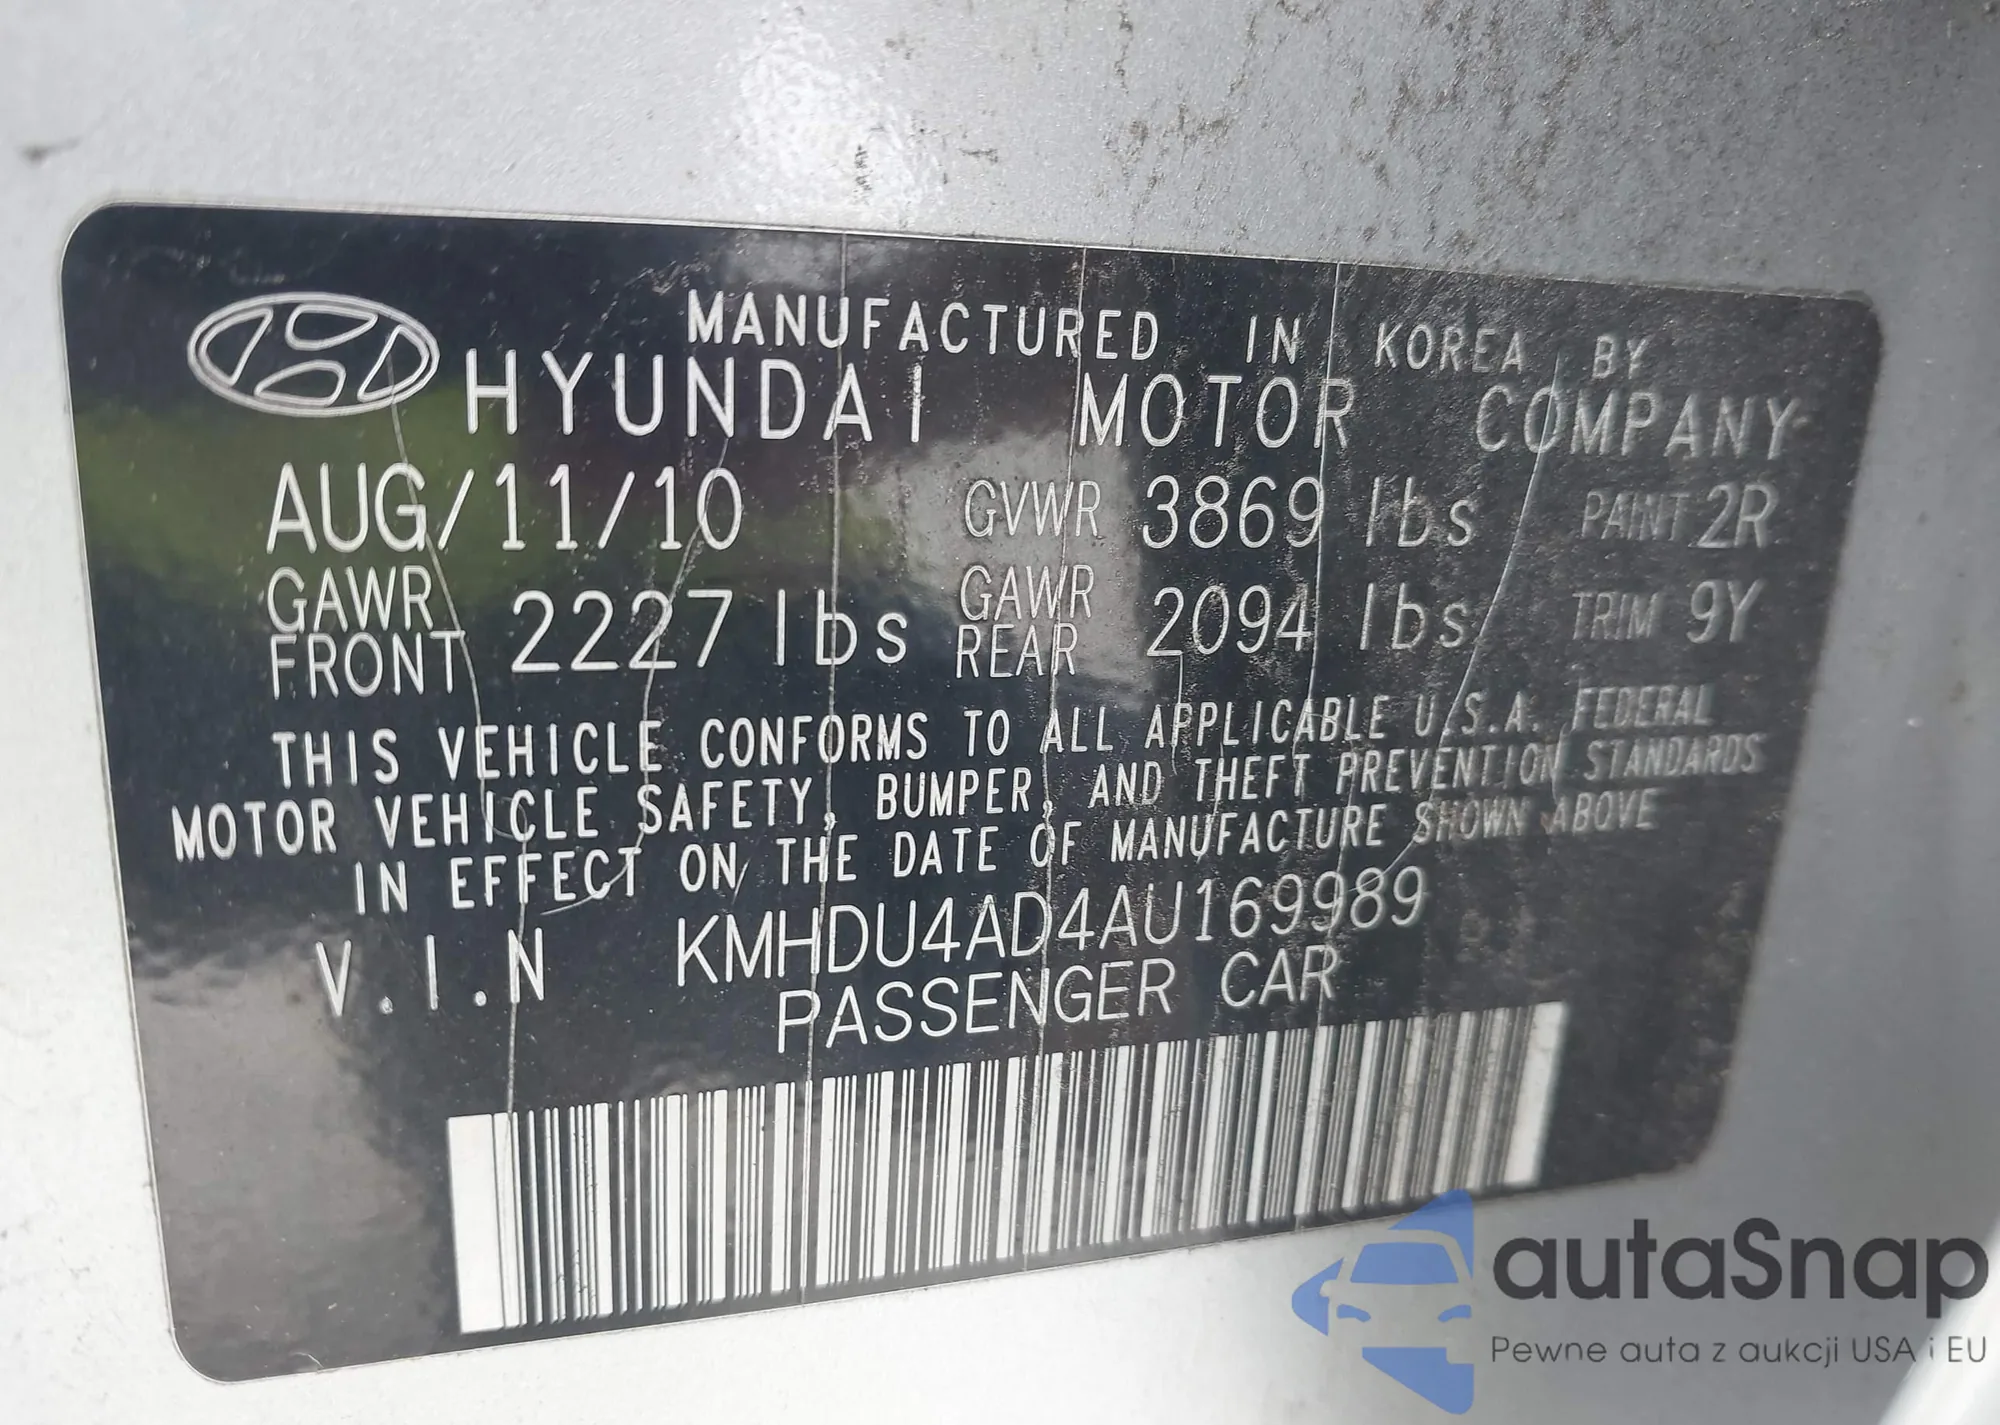 MANUFACTURED IN KOREA BY
HYUNDAI MOTOR COMPANY
AUG/11/10 GVWR 3869 lbs PAINT 2R
GAWR FRONT 2227 lbs GAWR REAR 2094 lbs TRIM 9Y
THIS VEHICLE CONFORMS TO ALL APPLICABLE U.S.A. FEDERAL
MOTOR VEHICLE SAFETY, BUMPER, AND THEFT PREVENTION STANDARDS
IN EFFECT ON THE DATE OF MANUFACTURE SHOWN ABOVE
V.I.N KMHDU4AD4AU169989
PASSENGER CAR
autaSnap
Pewne auta z aukcji USA i EU